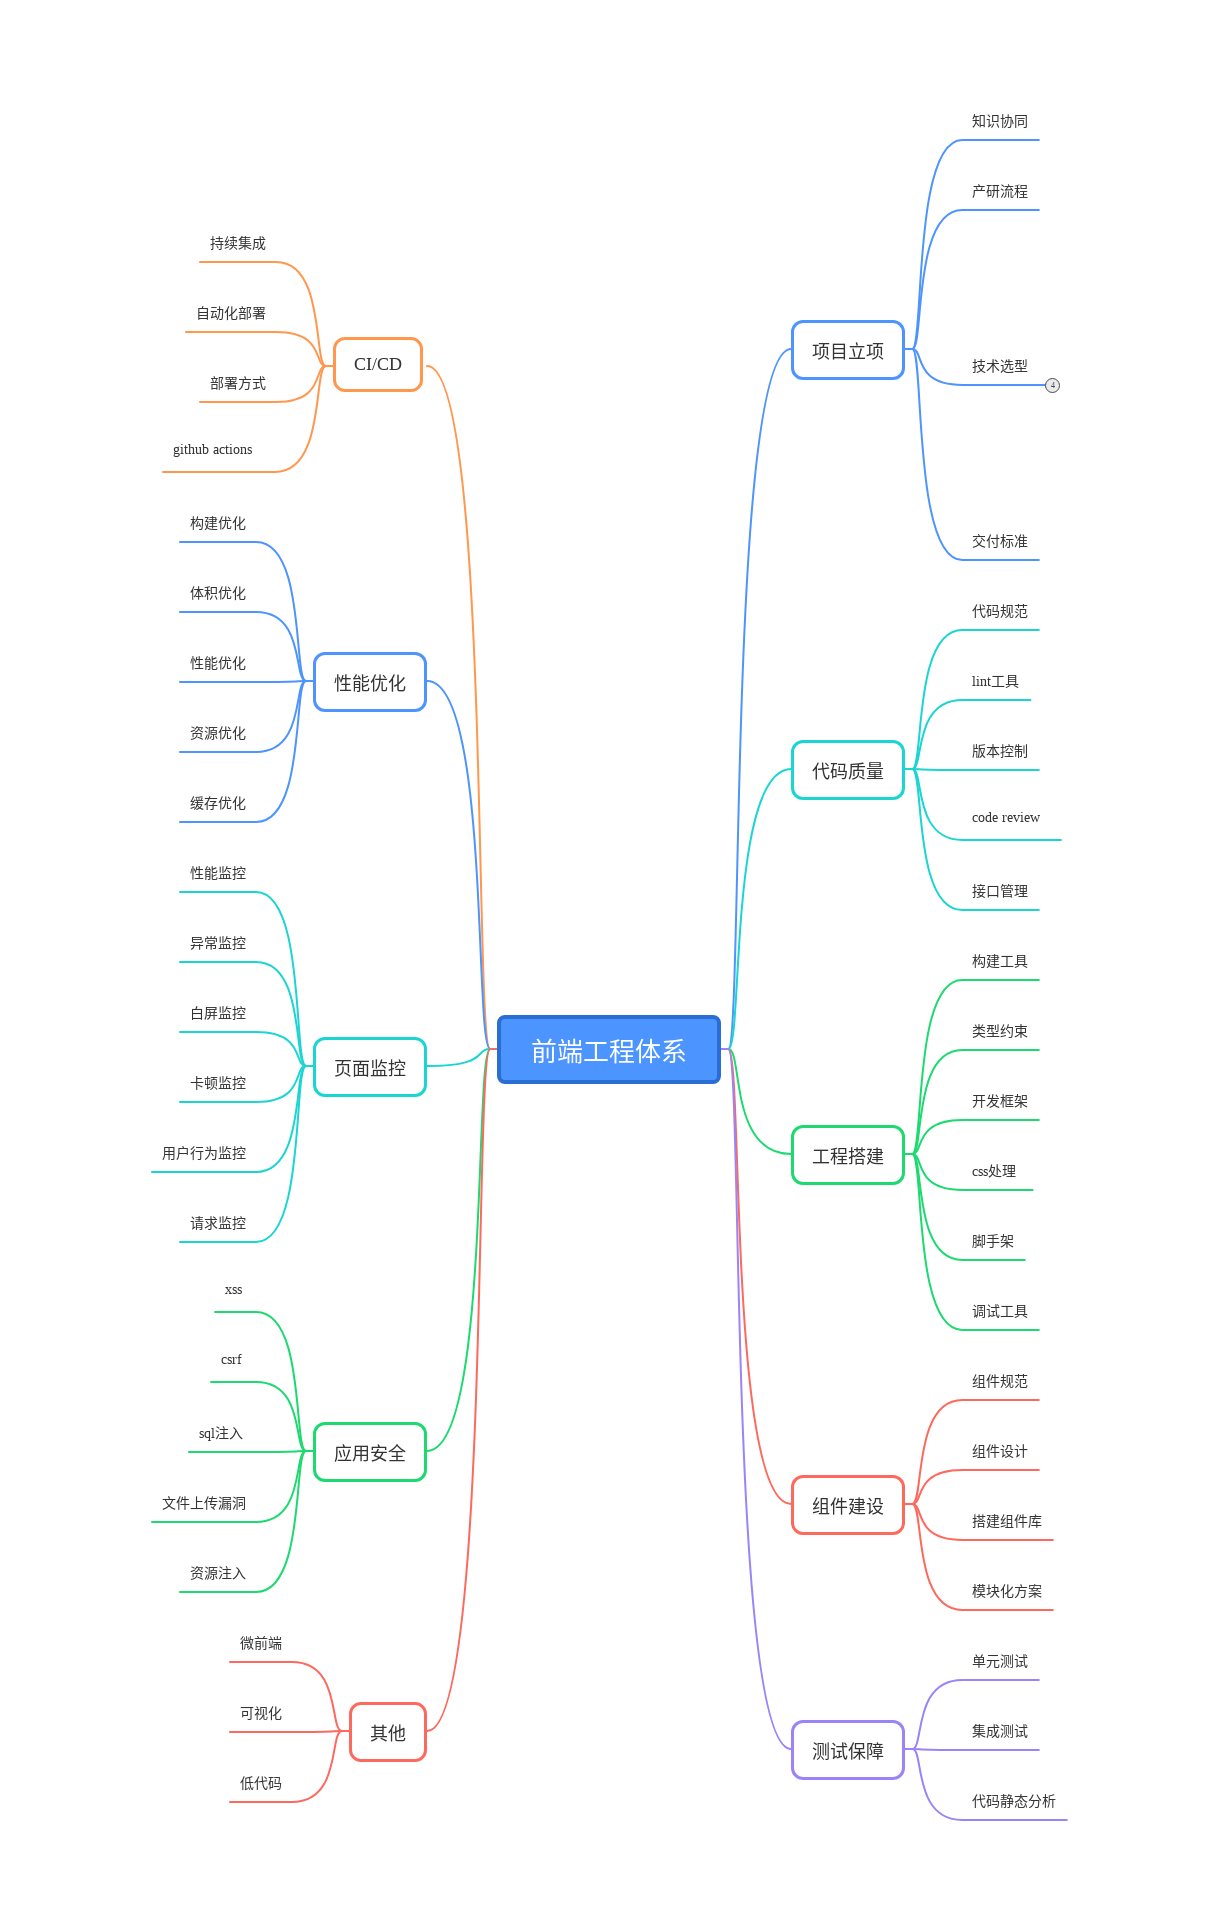 前端工程体系
项目立项
知识协同
产研流程
技术选型
4
交付标准
代码质量
代码规范
lint工具
版本控制
code review
接口管理
工程搭建
构建工具
类型约束
开发框架
css处理
脚手架
调试工具
组件建设
组件规范
组件设计
搭建组件库
模块化方案
测试保障
单元测试
集成测试
代码静态分析
CI/CD
持续集成
自动化部署
部署方式
github actions
性能优化
构建优化
体积优化
性能优化
资源优化
缓存优化
页面监控
性能监控
异常监控
白屏监控
卡顿监控
用户行为监控
请求监控
应用安全
xss
csrf
sql注入
文件上传漏洞
资源注入
其他
微前端
可视化
低代码